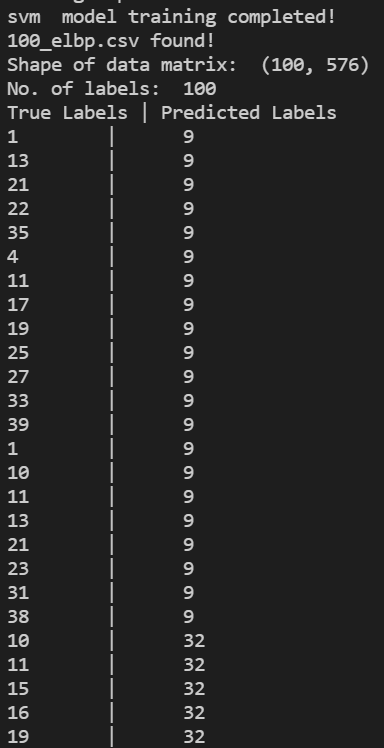 svm  model training completed!
100_elbp.csv found!
Shape of data matrix:  (100, 576)
No. of labels:  100
True Labels | Predicted Labels
1 | 9
13 | 9
21 | 9
22 | 9
35 | 9
4 | 9
11 | 9
17 | 9
19 | 9
25 | 9
27 | 9
33 | 9
39 | 9
1 | 9
10 | 9
11 | 9
13 | 9
21 | 9
23 | 9
31 | 9
38 | 9
10 | 32
11 | 32
15 | 32
16 | 32
19 | 32